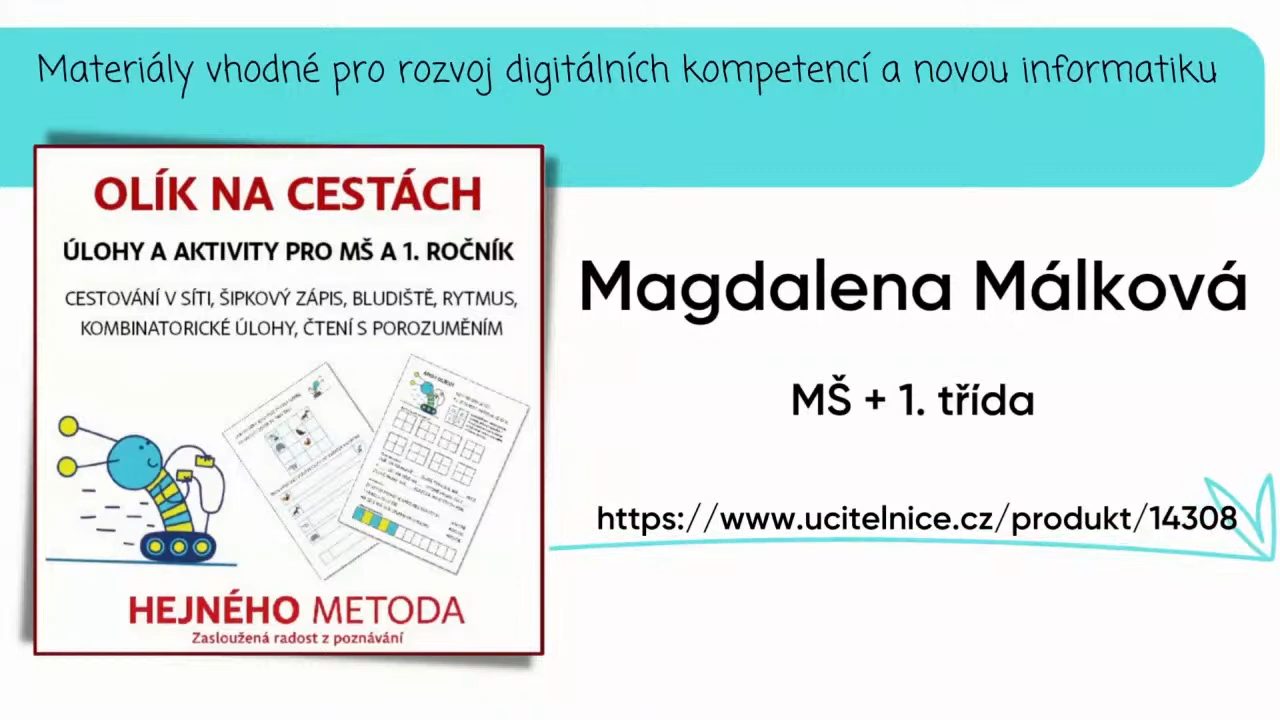 Materiály vhodné pro rozvoj digitálních kompetencí a novou informatiku
OLÍK NA CESTÁCH
ÚLOHY A AKTIVITY PRO MŠ A 1. ROČNÍK
CESTOVÁNÍ V SÍTI, ŠIPKOVÝ ZÁPIS, BLUDIŠTĚ, RYTMUS,
KOMBINATORICKÉ ÚLOHY, ČTENÍ S POROZUMĚNÍM
HEJNÉHO METODA
Zasloužená radost z poznávání
Magdalena Málková
MŠ + 1. třída
https://www.ucitelnice.cz/produkt/14308